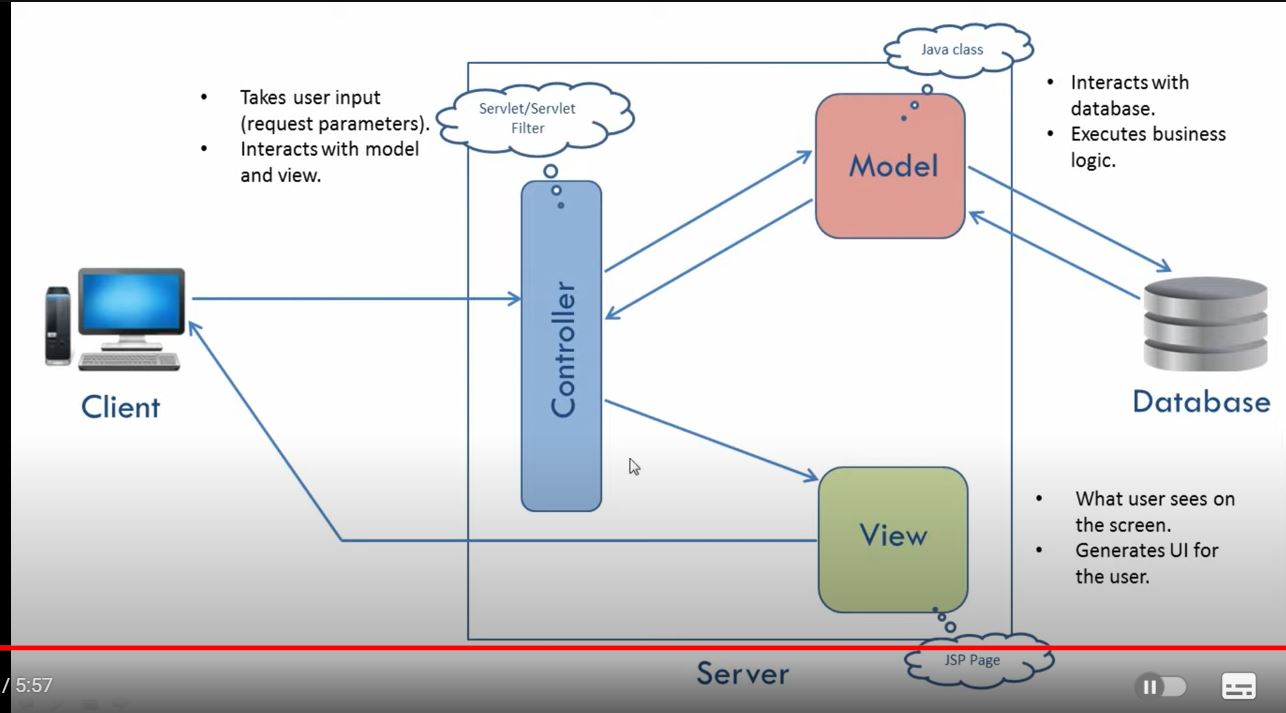 Java class
• Takes user input
(request parameters).
• Interacts with model
and view.
Servlet/Servlet
Filter
• Interacts with
database.
• Executes business
logic.
Model
Controller
Client
Database
View
• What user sees on
the screen.
• Generates UI for
the user.
JSP Page
Server
/ 5:57